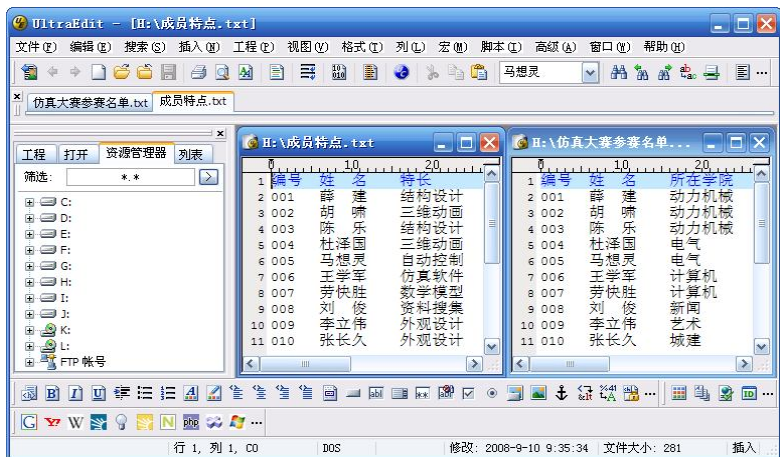 UltraEdit - [H:\成员特点.txt]
文件(F) 编辑(E) 搜索(S) 插入(N) 工程(P) 视图(V) 格式(T) 列(L) 宏(M) 脚本(I) 高级(A) 窗口(W) 帮助(H)
马想灵
仿真大赛参赛名单.txt 成员特点.txt
工程 打开 资源管理器 列表
筛选: *.*
C:
D:
E:
F:
G:
H:
I:
J:
K:
L:
FTP 帐号
H:\成员特点.txt
0 10 20
1 编号 姓 名 特长
2 001 薛 建 结构设计
3 002 胡 啸 三维动画
4 003 陈 乐 结构设计
5 004 杜泽国 三维动画
6 005 马想灵 自动控制
7 006 王学军 仿真软件
8 007 劳快胜 数学模型
9 008 刘 俊 资料搜集
10 009 李立伟 外观设计
11 010 张长久 外观设计
H:\仿真大赛参赛名单...
0 10 20
1 编号 姓 名 所在学院
2 001 薛 建 动力机械
3 002 胡 啸 动力机械
4 003 陈 乐 动力机械
5 004 杜泽国 电气
6 005 马想灵 电气
7 006 王学军 计算机
8 007 劳快胜 计算机
9 008 刘 俊 新闻
10 009 李立伟 艺术
11 010 张长久 城建
B I U
G W N php
行 1, 列 1, C0 DOS 修改: 2008-9-10 9:35:34 文件大小: 281 插入